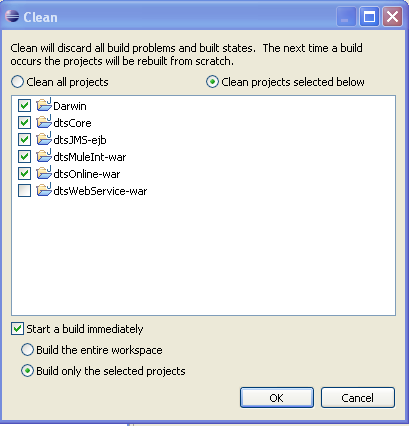 Clean
Clean will discard all build problems and built states. The next time a build
occurs the projects will be rebuilt from scratch.
Clean all projects Clean projects selected below
Darwin
dtsCore
dtsJMS-ejb
dtsMuleInt-war
dtsOnline-war
dtsWebService-war
Start a build immediately
Build the entire workspace
Build only the selected projects
OK Cancel